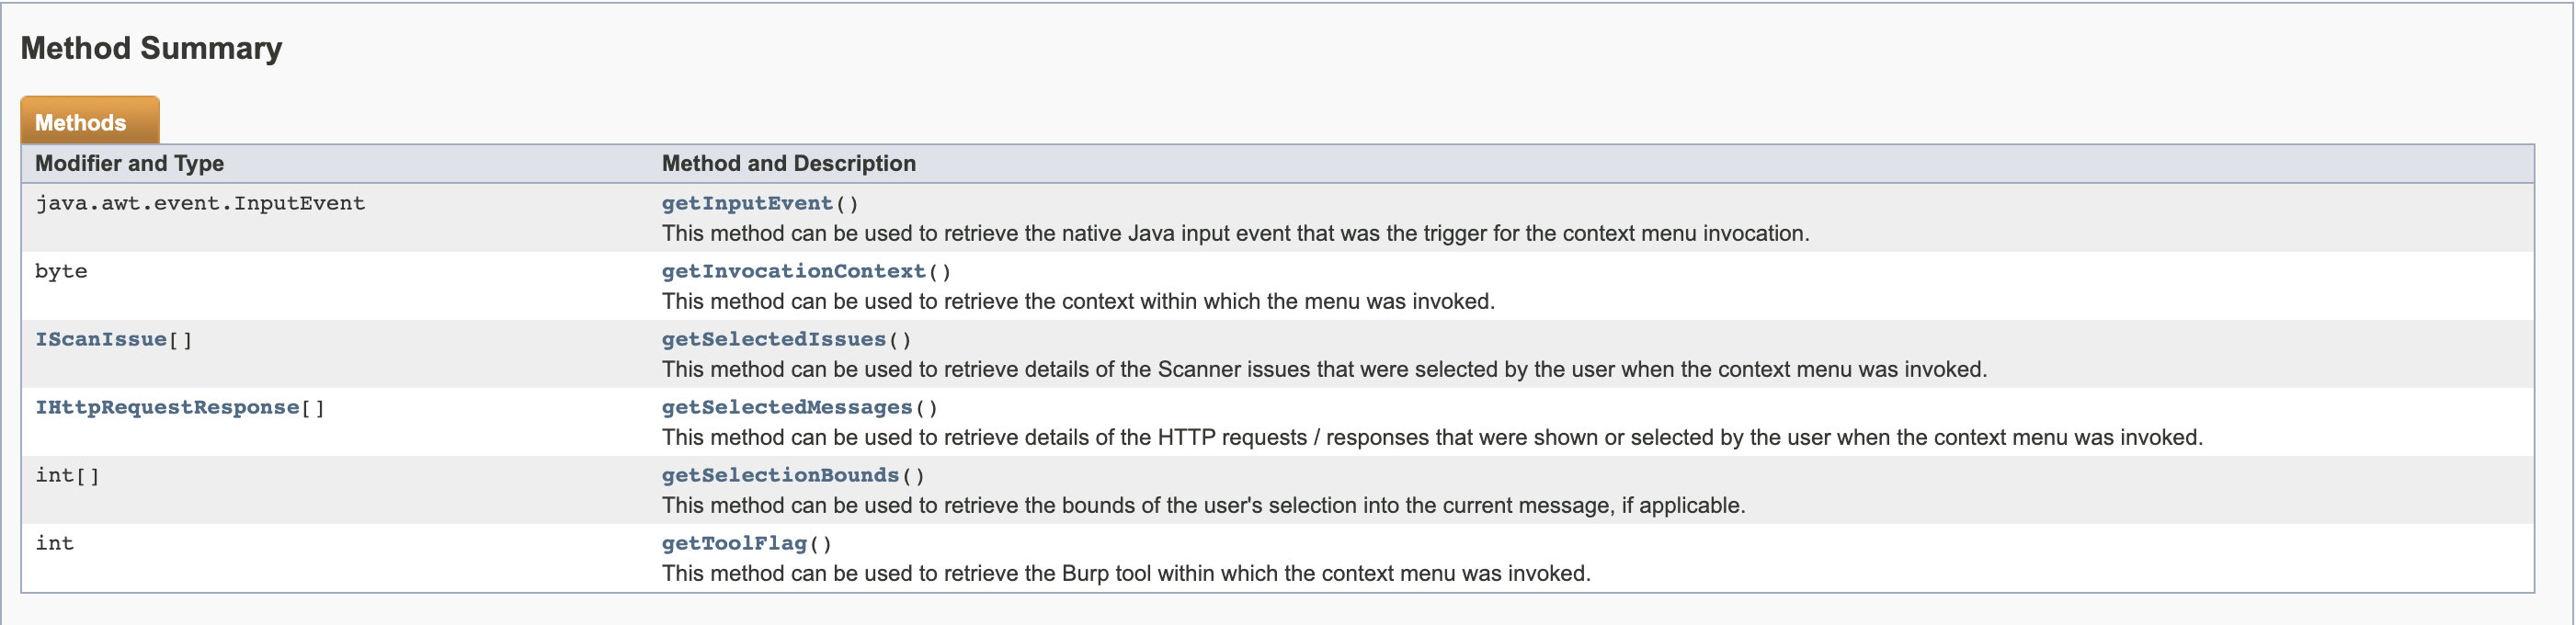 Method Summary
Methods
Modifier and Type Method and Description
java.awt.event.InputEvent getInputEvent()
This method can be used to retrieve the native Java input event that was the trigger for the context menu invocation.
byte getInvocationContext()
This method can be used to retrieve the context within which the menu was invoked.
IScanIssue[] getSelectedIssues()
This method can be used to retrieve details of the Scanner issues that were selected by the user when the context menu was invoked.
IHttpRequestResponse[] getSelectedMessages()
This method can be used to retrieve details of the HTTP requests / responses that were shown or selected by the user when the context menu was invoked.
int[] getSelectionBounds()
This method can be used to retrieve the bounds of the user's selection into the current message, if applicable.
int getToolFlag()
This method can be used to retrieve the Burp tool within which the context menu was invoked.